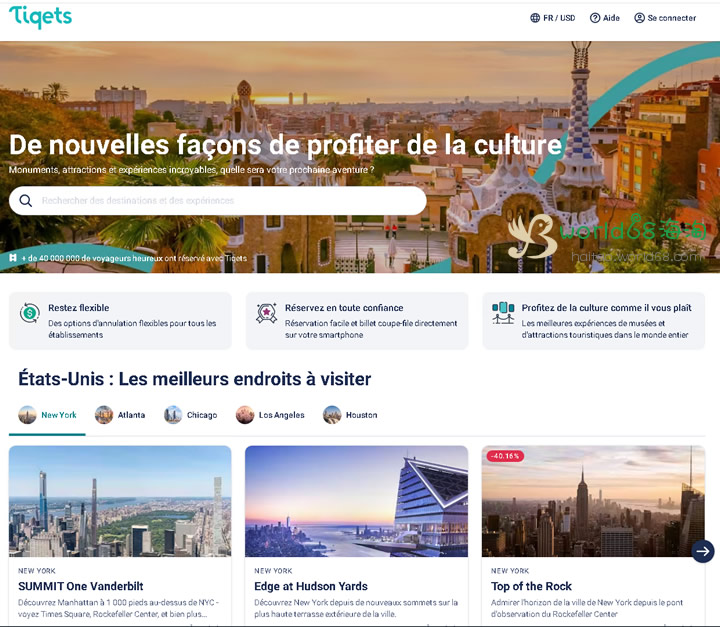 Tiqets
FR / USD
Aide
Se connecter
De nouvelles façons de profiter de la culture
Monuments, attractions et expériences incroyables, quelle sera votre prochaine aventure ?
Rechercher des destinations et des expériences
world68海淘
haitao.world68.com
+ de 40 000 000 de voyageurs heureux ont réservé avec Tiqets
Restez flexible
Des options d'annulation flexibles pour tous les
établissements
Réservez en toute confiance
Réservation facile et billet coupe-file directement
sur votre smartphone
Profitez de la culture comme il vous plaît
Les meilleures expériences de musées et
d'attractions touristiques dans le monde entier
États-Unis : Les meilleurs endroits à visiter
New York
Atlanta
Chicago
Los Angeles
Houston
-40.16%
NEW YORK
SUMMIT One Vanderbilt
Découvrez Manhattan à 1 000 pieds au-dessus de NYC -
voyez Times Square, Rockefeller Center, et bien plus...
NEW YORK
Edge at Hudson Yards
Découvrez New York depuis de nouveaux sommets sur la
plus haute terrasse extérieure de la ville.
NEW YORK
Top of the Rock
Admirer l'horizon de la ville de New York depuis le pont
d'observation du Rockefeller Center